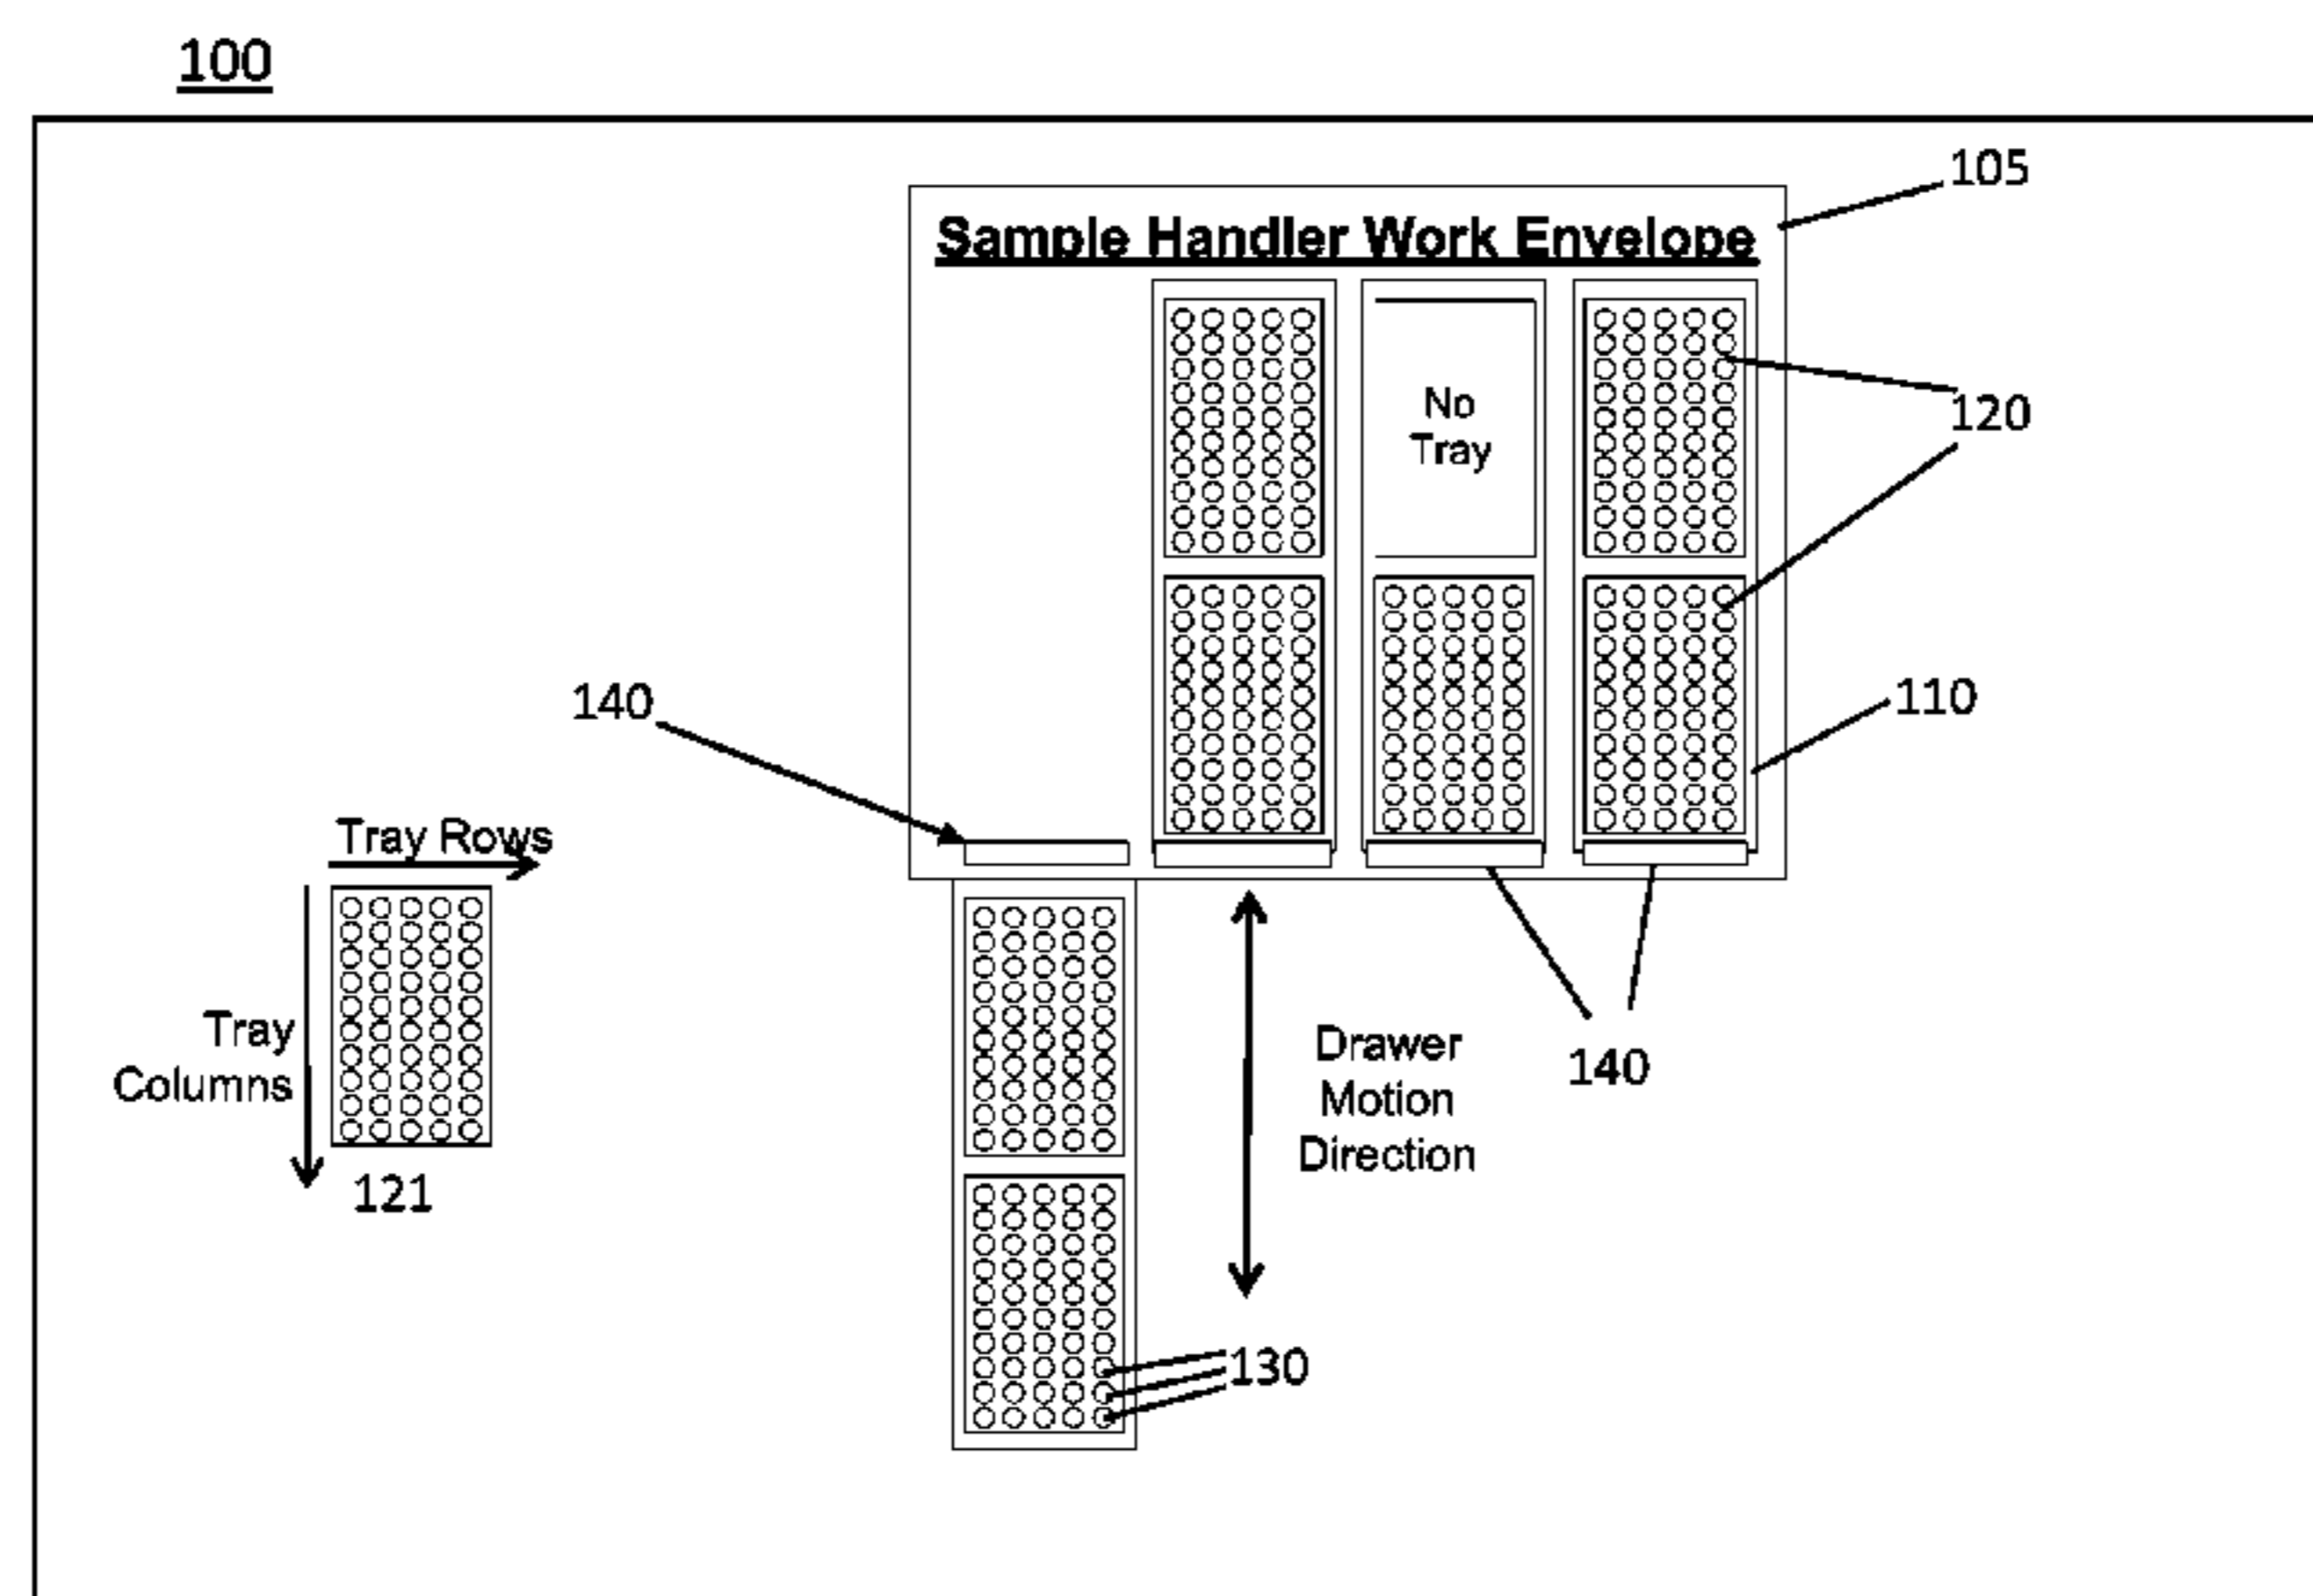 100
105
Sample Handler Work Envelope
120
No
Tray
140
110
Tray Rows
Tray
Columns
121
Drawer
Motion
Direction
140
130